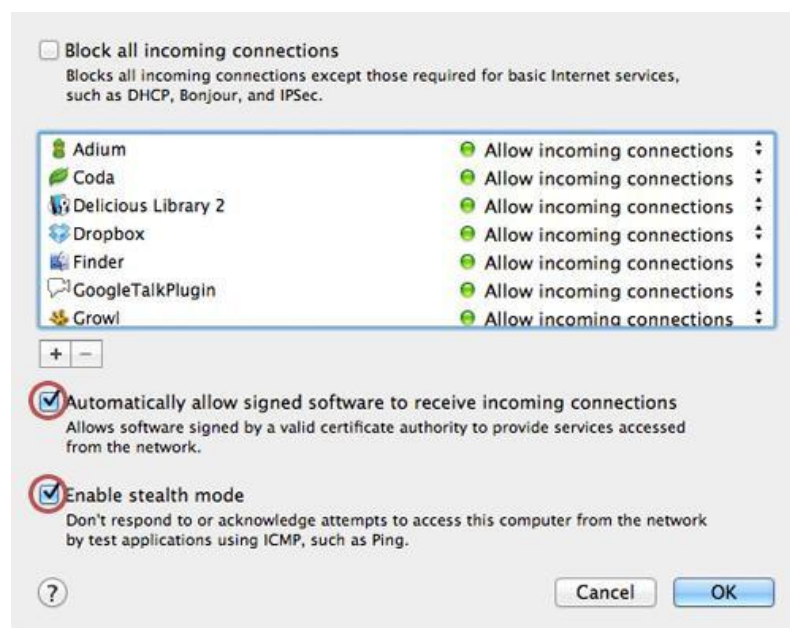 Block all incoming connections
Blocks all incoming connections except those required for basic Internet services,
such as DHCP, Bonjour, and IPSec.
Adium Allow incoming connections
Coda Allow incoming connections
Delicious Library 2 Allow incoming connections
Dropbox Allow incoming connections
Finder Allow incoming connections
GoogleTalkPlugin Allow incoming connections
Growl Allow incoming connections
+ −
Automatically allow signed software to receive incoming connections
Allows software signed by a valid certificate authority to provide services accessed
from the network.
Enable stealth mode
Don't respond to or acknowledge attempts to access this computer from the network
by test applications using ICMP, such as Ping.
? Cancel OK